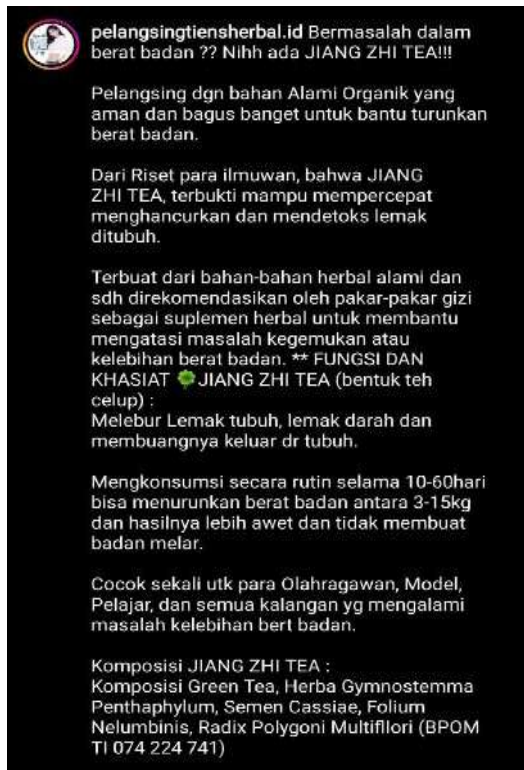 pelangsingtiensherbal.id Bermasalah dalam
berat badan ?? Nihh ada JIANG ZHI TEA!!!
Pelangsing dgn bahan Alami Organik yang
aman dan bagus banget untuk bantu turunkan
berat badan.
Dari Riset para ilmuwan, bahwa JIANG
ZHI TEA, terbukti mampu mempercepat
menghancurkan dan mendetoks lemak
ditubuh.
Terbuat dari bahan-bahan herbal alami dan
sdh direkomendasikan oleh pakar-pakar gizi
sebagai suplemen herbal untuk membantu
mengatasi masalah kegemukan atau
kelebihan berat badan. ** FUNGSI DAN
KHASIAT 🍀JIANG ZHI TEA (bentuk teh
celup) :
Melebur Lemak tubuh, lemak darah dan
membuangnya keluar dr tubuh.
Mengkonsumsi secara rutin selama 10-60hari
bisa menurunkan berat badan antara 3-15kg
dan hasilnya lebih awet dan tidak membuat
badan melar.
Cocok sekali utk para Olahragawan, Model,
Pelajar, dan semua kalangan yg mengalami
masalah kelebihan bert badan.
Komposisi JIANG ZHI TEA :
Komposisi Green Tea, Herba Gymnostemma
Penthaphylum, Semen Cassiae, Folium
Nelumbinis, Radix Polygoni Multifllori (BPOM
TI 074 224 741)